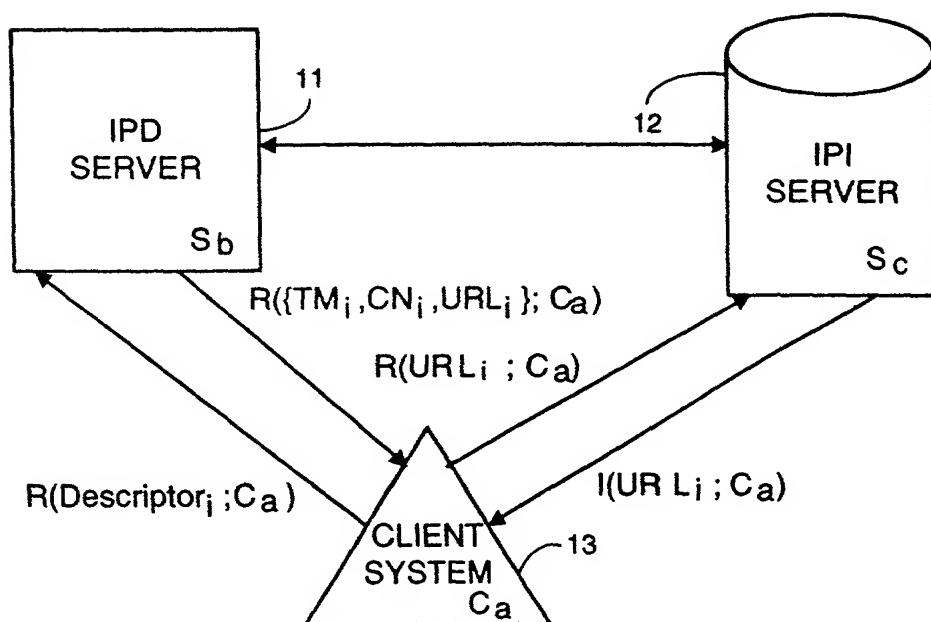 11
12
IPD
SERVER
Sb
IPI
SERVER
Sc
R({TMi,CNi,URLi}; Ca)
R(URLi ; Ca)
R(Descriptori ;Ca)
I(URLi ; Ca)
CLIENT
SYSTEM
Ca
13